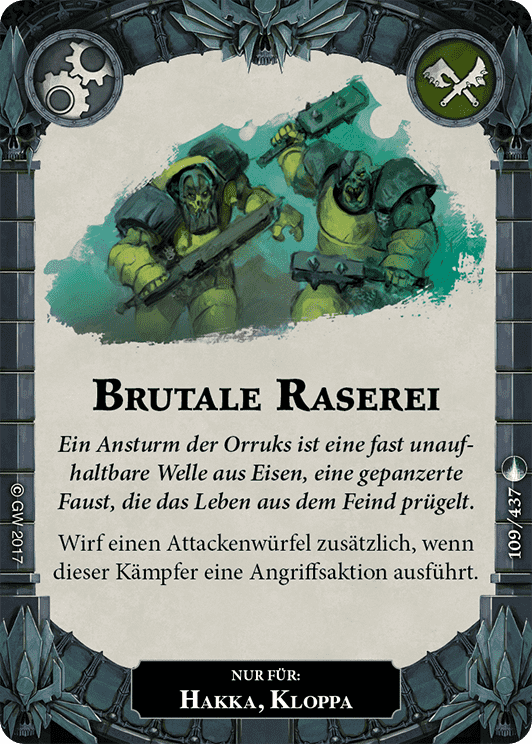 BRUTALE RASEREI
Ein Ansturm der Orruks ist eine fast unauf-
haltbare Welle aus Eisen, eine gepanzerte
Faust, die das Leben aus dem Feind prügelt.
Wirf einen Attackenwürfel zusätzlich, wenn
dieser Kämpfer eine Angriffsaktion ausführt.
© GW 2017
109/437
NUR FÜR:
HAKKA, KLOPPA